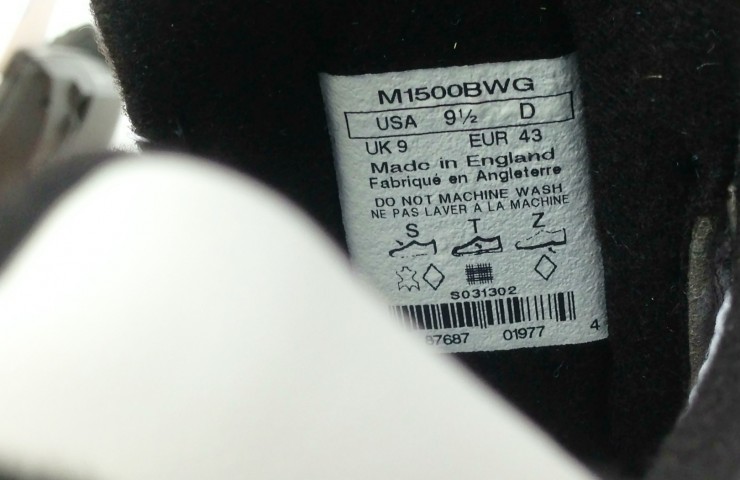 M1500BWG
USA 9½ D
UK 9 EUR 43
Made in England
Fabriqué en Angleterre
DO NOT MACHINE WASH
NE PAS LAVER A LA MACHINE
S T Z
S031302
87687 01977 4